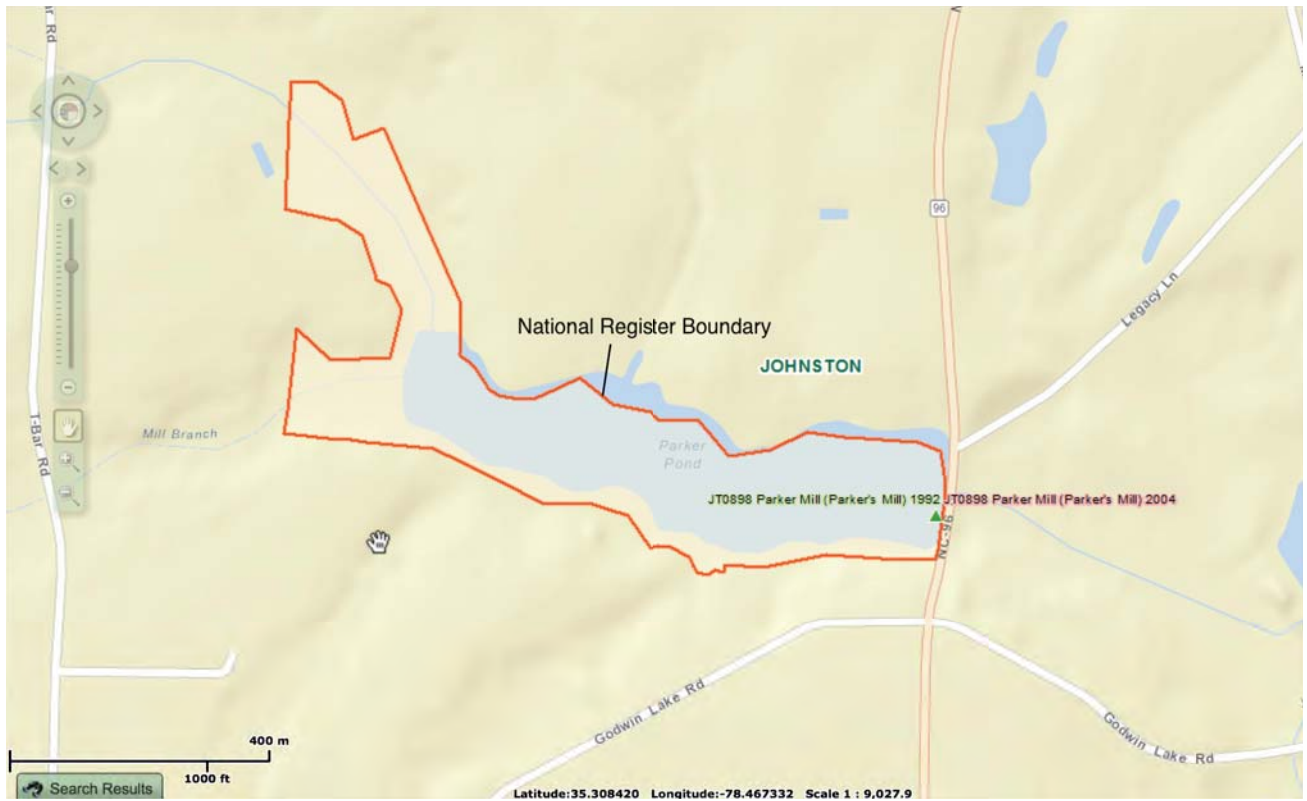 ar Rd
96
Legacy Ln
National Register Boundary
JOHNSTON
T-Bar Rd
Mill Branch
Parker
Pond
JT0898 Parker Mill (Parker's Mill) 1992 JT0898 Parker Mill (Parker's Mill) 2004
NC-96
Godwin Lake Rd
Godwin Lake Rd
400 m
1000 ft
Search Results
Latitude:35.308420 Longitude:-78.467332 Scale 1 : 9,027.9